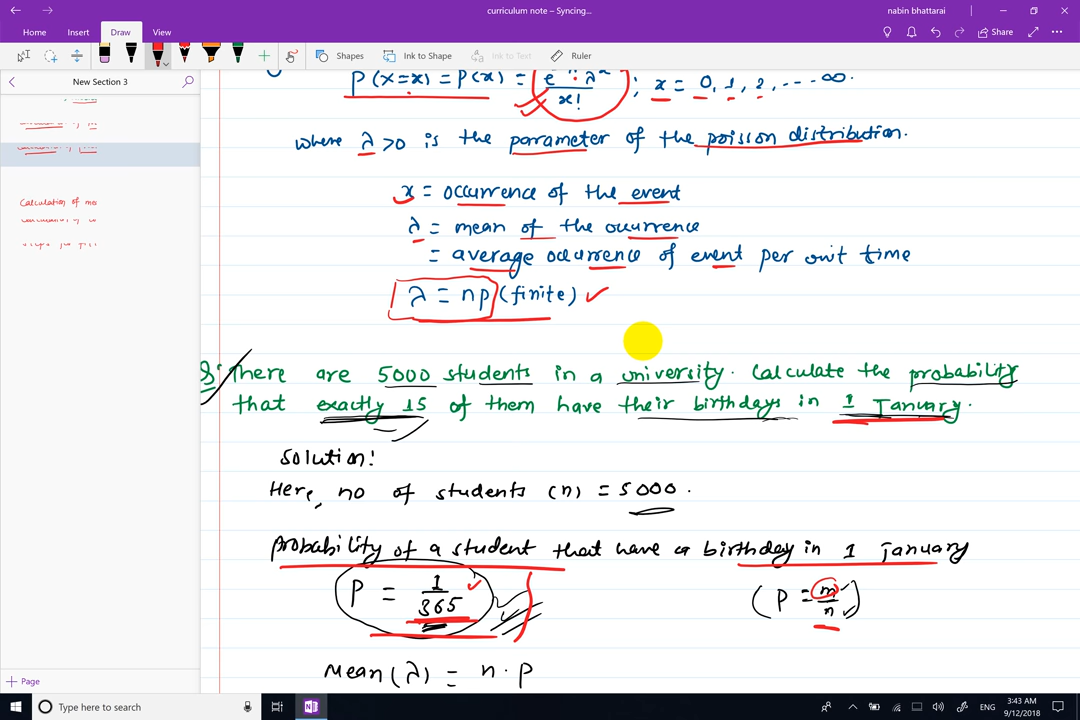 curriculum note – Syncing...
nabin bhattarai
Home Insert Draw View
Share
Shapes Ink to Shape Ink to Text Ruler
New Section 3
P(X=x) = P(x) = e λ / x! ; x = 0, 1, 2, ---- ∞.
where λ>0 is the parameter of the poisson distribution.
x = occurrence of the event
λ = mean of the ocurrence
= average ocurrence of event per unit time
λ = np (finite)
Q: There are 5000 students in a university. Calculate the probability
that exactly 15 of them have their birthdays in 1 January.
Solution!
Here, no of students (n) = 5000.
probability of a student that have a birthday in 1 January
P = 1/365 (P = m/n)
Mean (λ) = n · p
Calculation of me
+ Page
Type here to search
ENG
3:43 AM
9/12/2018